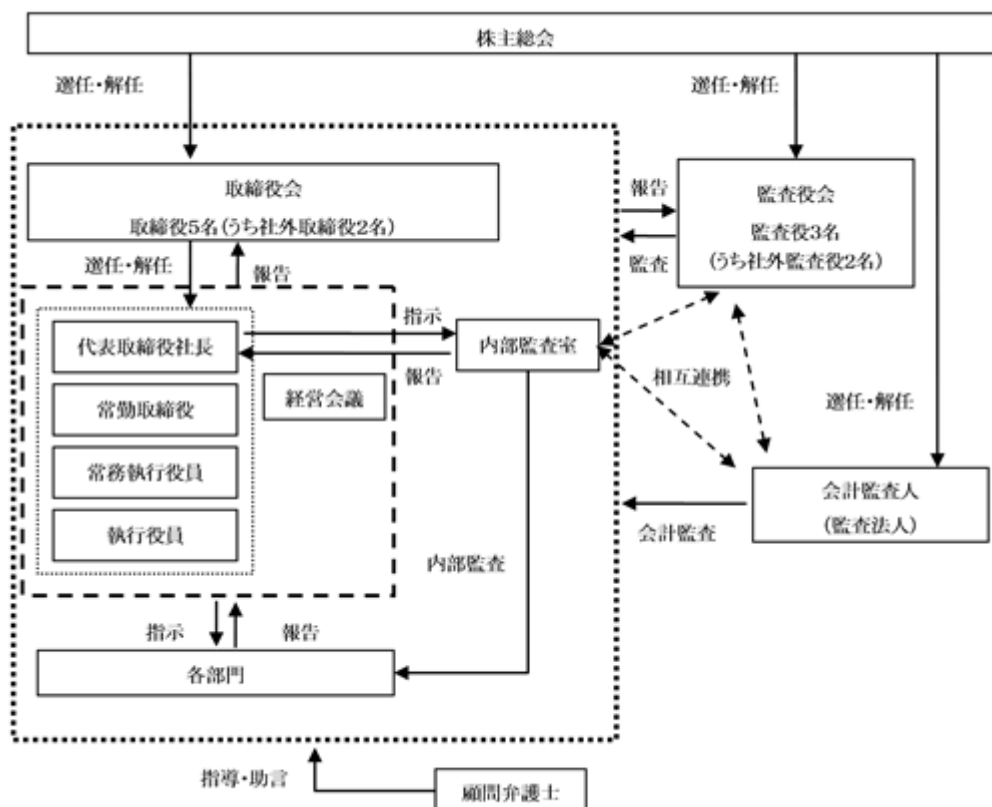 株主総会
選任・解任
選任・解任
取締役会
取締役5名(うち社外取締役2名)
報告
監査役会
監査役3名
(うち社外監査役2名)
監査
選任・解任
報告
代表取締役社長
指示
内部監査室
報告
経営会議
相互連携
選任・解任
常勤取締役
常務執行役員
執行役員
会計監査人
(監査法人)
会計監査
内部監査
指示
報告
各部門
指導・助言
顧問弁護士